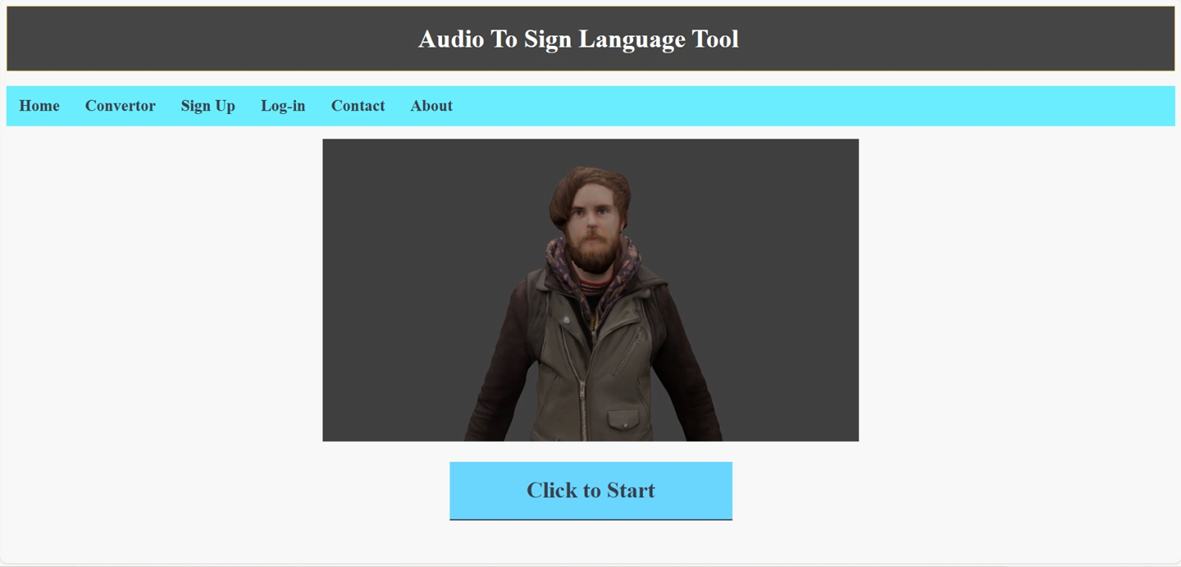 Audio To Sign Language Tool
Home Convertor Sign Up Log-in Contact About
Click to Start